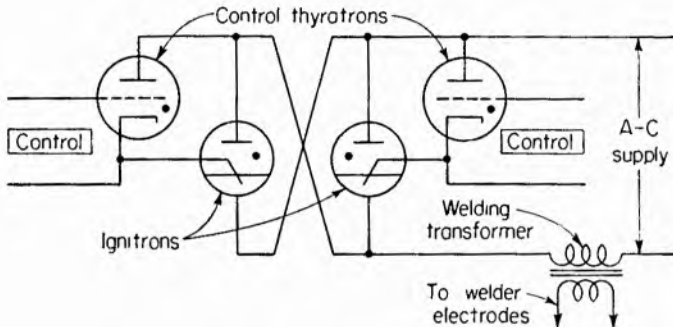 Control thyratrons
Control
Control
A-C
supply
Ignitrons
Welding
transformer
To welder
electrodes